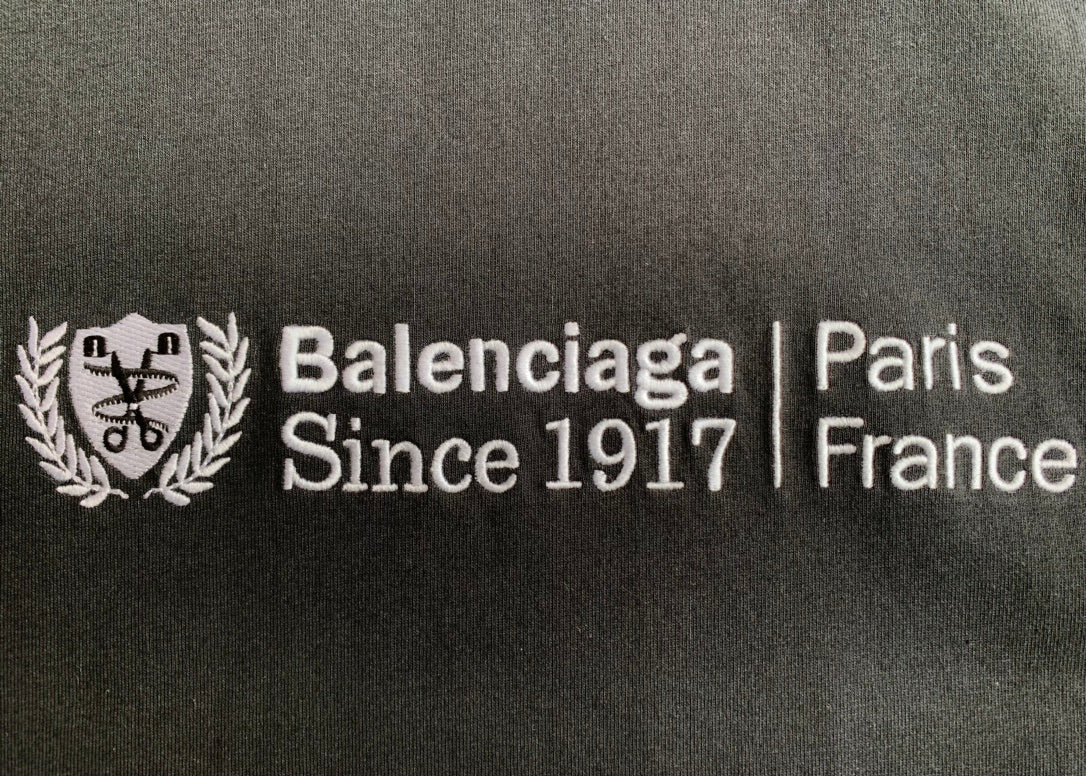 Balenciaga
Since 1917
Paris
France